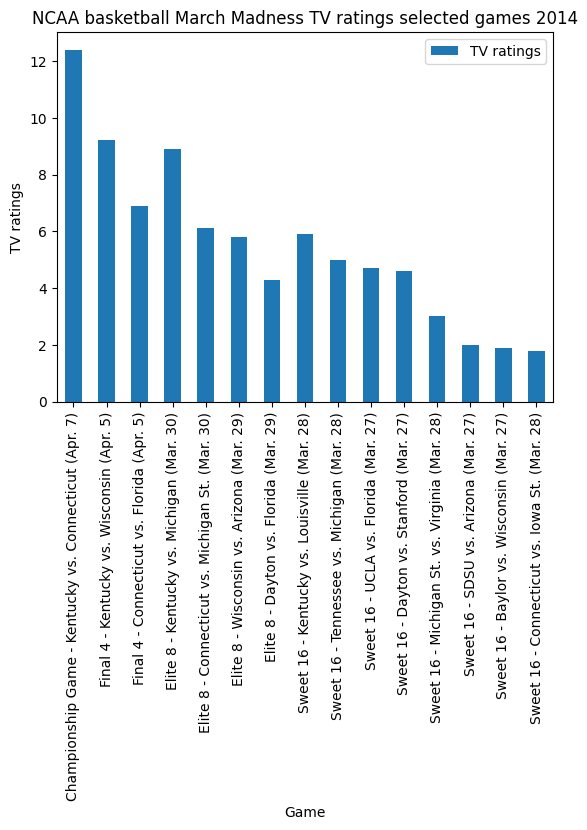 NCAA basketball March Madness TV ratings selected games 2014
TV ratings
TV ratings
12
10
8
6
4
2
0
Championship Game - Kentucky vs. Connecticut (Apr. 7)
Final 4 - Kentucky vs. Wisconsin (Apr. 5)
Final 4 - Connecticut vs. Florida (Apr. 5)
Elite 8 - Kentucky vs. Michigan (Mar. 30)
Elite 8 - Connecticut vs. Michigan St. (Mar. 30)
Elite 8 - Wisconsin vs. Arizona (Mar. 29)
Elite 8 - Dayton vs. Florida (Mar. 29)
Sweet 16 - Kentucky vs. Louisville (Mar. 28)
Sweet 16 - Tennessee vs. Michigan (Mar. 28)
Sweet 16 - UCLA vs. Florida (Mar. 27)
Sweet 16 - Dayton vs. Stanford (Mar. 27)
Sweet 16 - Michigan St. vs. Virginia (Mar. 28)
Sweet 16 - SDSU vs. Arizona (Mar. 27)
Sweet 16 - Baylor vs. Wisconsin (Mar. 27)
Sweet 16 - Connecticut vs. Iowa St. (Mar. 28)
Game